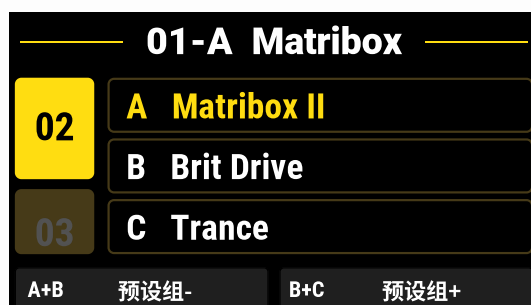 01-A Matribox
02
A Matribox II
B Brit Drive
03
C Trance
A+B 预设组- B+C 预设组+